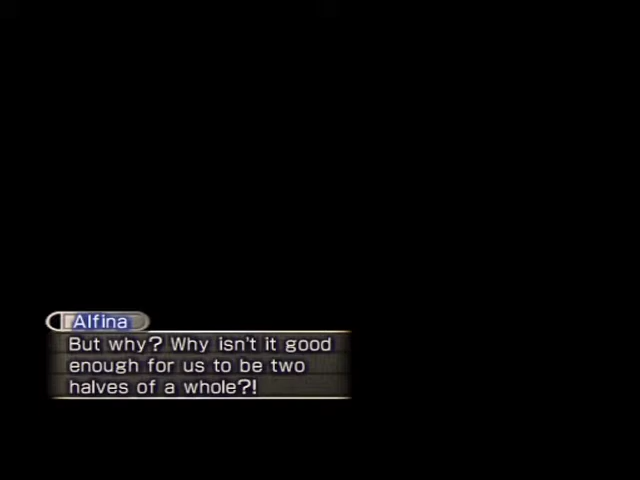 Alfina
But why? Why isn't it good
enough for us to be two
halves of a whole?!